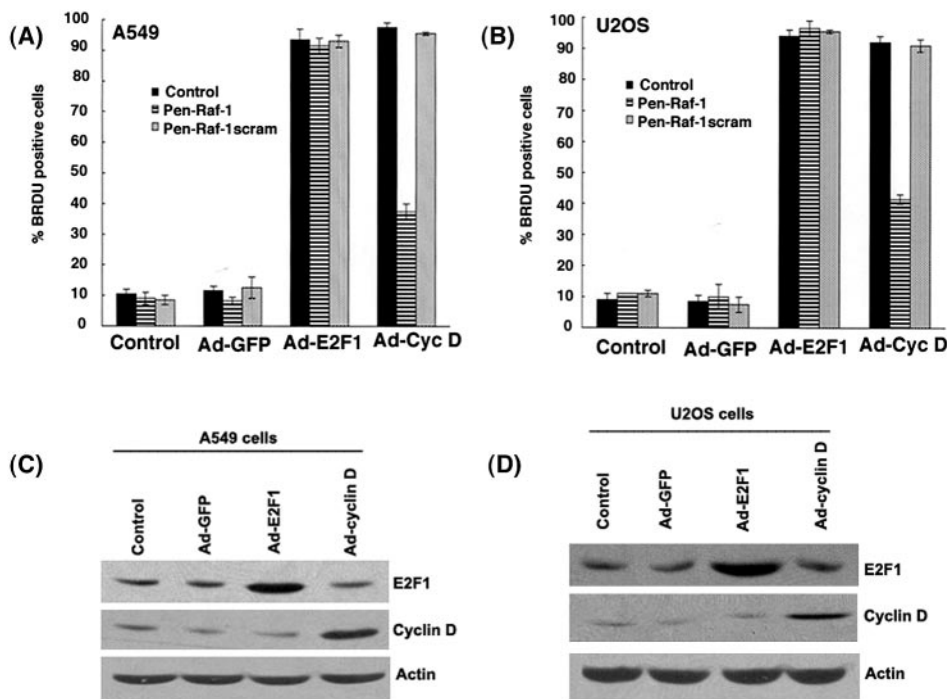 (A)
A549
% BRDU positive cells
100
90
80
70
60
50
40
30
20
10
0
Control
Pen-Raf-1
Pen-Raf-1scram
Control
Ad-GFP
Ad-E2F1
Ad-Cyc D
(B)
U2OS
% BRDU positive cells
100
90
80
70
60
50
40
30
20
10
0
Control
Pen-Raf-1
Pen-Raf-1scram
Control
Ad-GFP
Ad-E2F1
Ad-Cyc D
(C)
A549 cells
Control
Ad-GFP
Ad-E2F1
Ad-cyclin D
E2F1
Cyclin D
Actin
(D)
U2OS cells
Control
Ad-GFP
Ad-E2F1
Ad-cyclin D
E2F1
Cyclin D
Actin